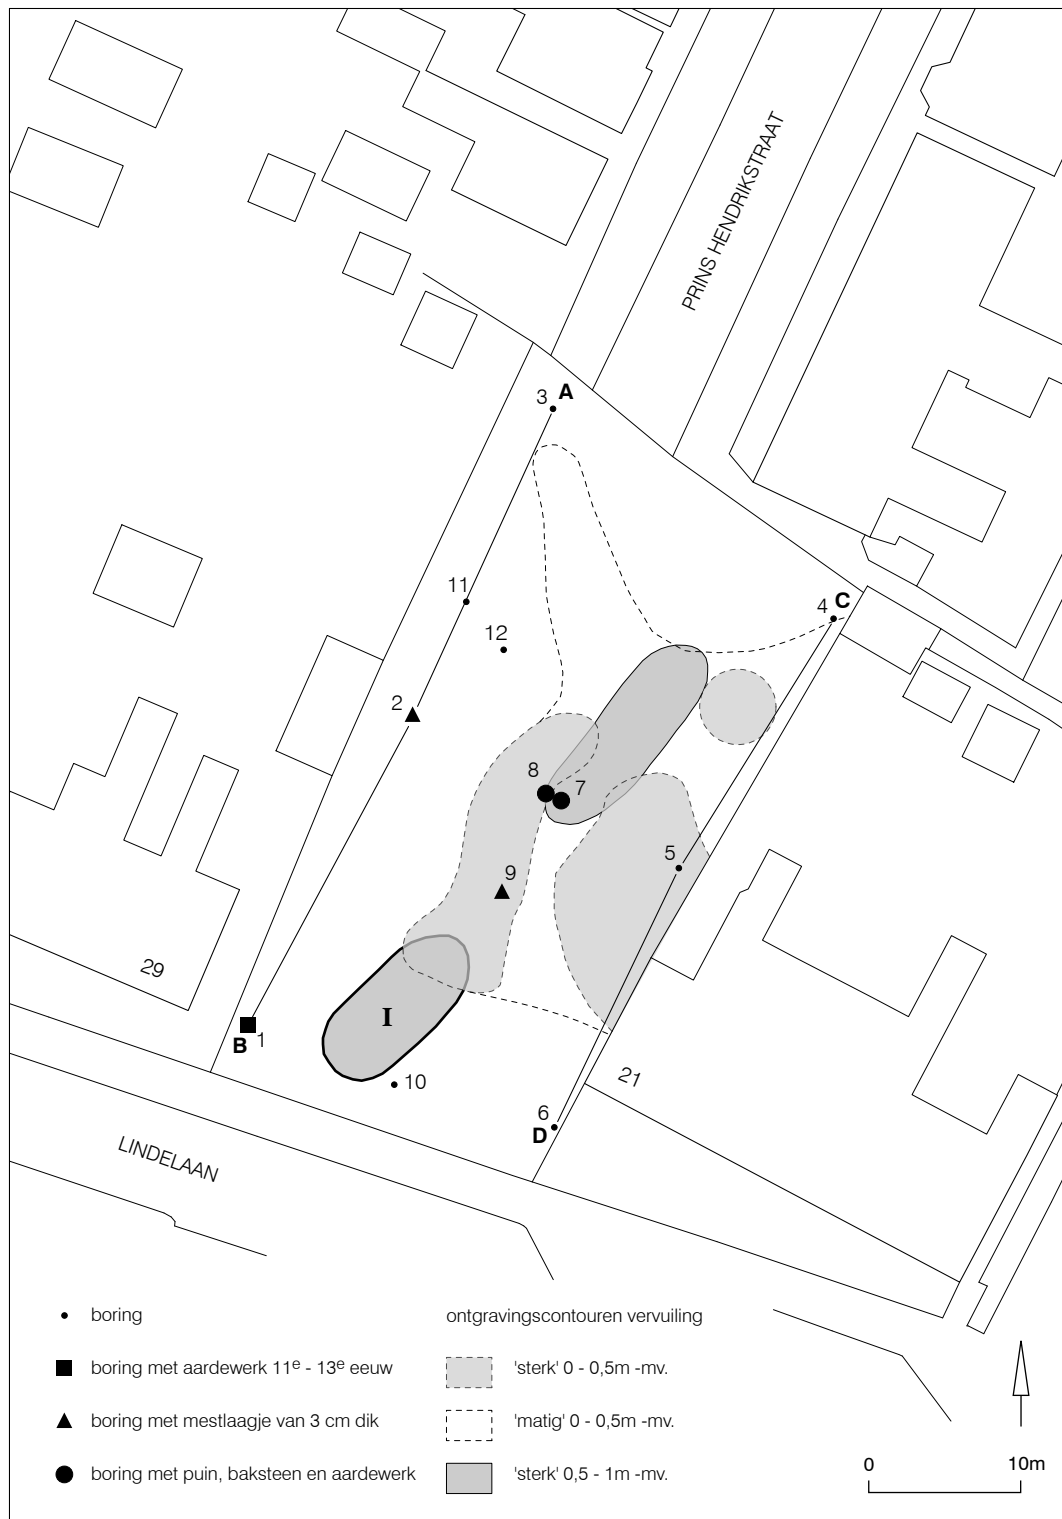 PRINS HENDRIKSTRAAT
3 A
11
12
4 C
2
8
7
5
9
29
I
B 1
10
21
6
D
LINDELAAN
boring
boring met aardewerk 11e - 13e eeuw
boring met mestlaagje van 3 cm dik
boring met puin, baksteen en aardewerk
ontgravingscontouren vervuiling
'sterk' 0 - 0,5m -mv.
'matig' 0 - 0,5m -mv.
'sterk' 0,5 - 1m -mv.
0 10m